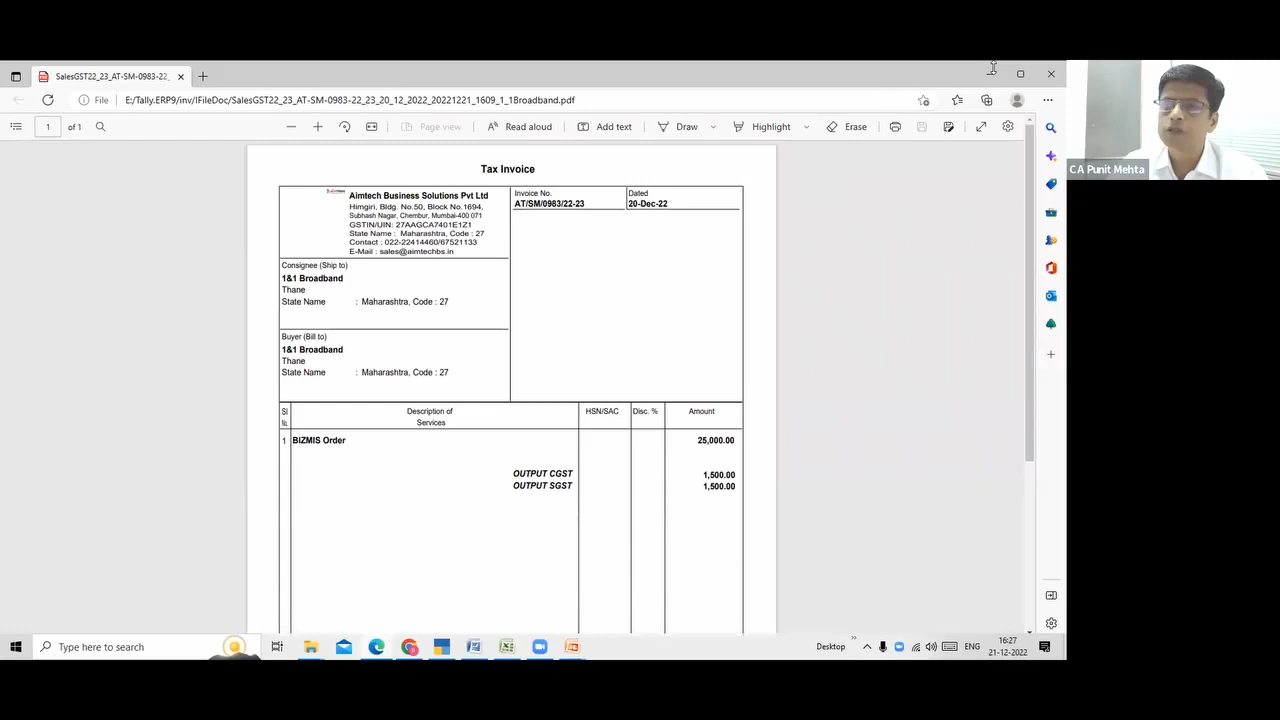 SalesGST22_23_AT-SM-0983-22_
File
E:/Tally.ERP9/inv/IFileDoc/SalesGST22_23_AT-SM-0983-22_23_20_12_2022_20221221_1609_1_1Broadband.pdf
1 of 1
Page view
Read aloud
Add text
Draw
Highlight
Erase
CA Punit Mehta
Tax Invoice
Aimtech Business Solutions Pvt Ltd
Himgiri, Bldg. No.50, Block No.1694,
Subhash Nagar, Chembur, Mumbai-400 071
GSTIN/UIN: 27AAGCA7401E1Z1
State Name : Maharashtra, Code : 27
Contact : 022-22414460/67521133
E-Mail : sales@aimtechbs.in
Invoice No.
AT/SM/0983/22-23
Dated
20-Dec-22
Consignee (Ship to)
1&1 Broadband
Thane
State Name : Maharashtra, Code : 27
Buyer (Bill to)
1&1 Broadband
Thane
State Name : Maharashtra, Code : 27
Sl
No.
Description of
Services
HSN/SAC
Disc. %
Amount
1 BIZMIS Order 25,000.00
OUTPUT CGST 1,500.00
OUTPUT SGST 1,500.00
Type here to search
Desktop
ENG
16:27
21-12-2022